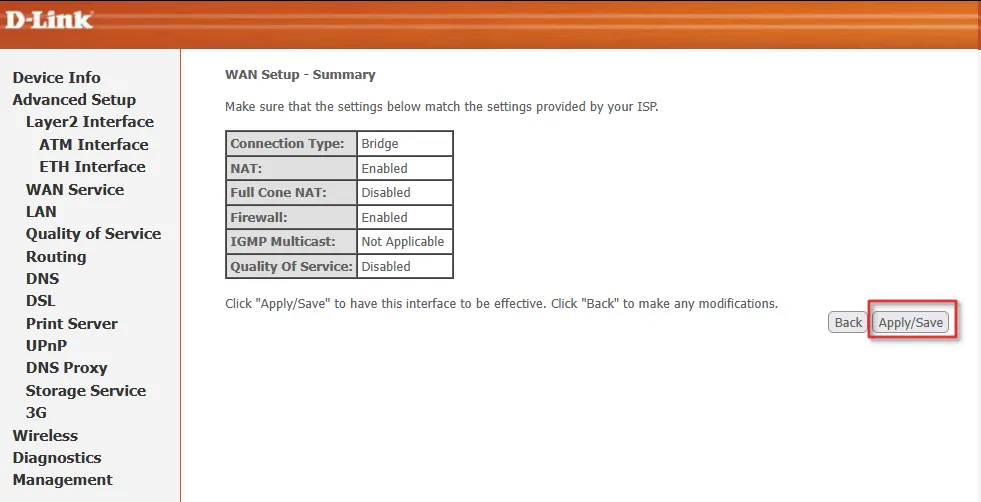 D-Link
Device Info
Advanced Setup
Layer2 Interface
ATM Interface
ETH Interface
WAN Service
LAN
Quality of Service
Routing
DNS
DSL
Print Server
UPnP
DNS Proxy
Storage Service
3G
Wireless
Diagnostics
Management
WAN Setup - Summary
Make sure that the settings below match the settings provided by your ISP.
Connection Type: Bridge
NAT: Enabled
Full Cone NAT: Disabled
Firewall: Enabled
IGMP Multicast: Not Applicable
Quality Of Service: Disabled
Click "Apply/Save" to have this interface to be effective. Click "Back" to make any modifications.
Back Apply/Save